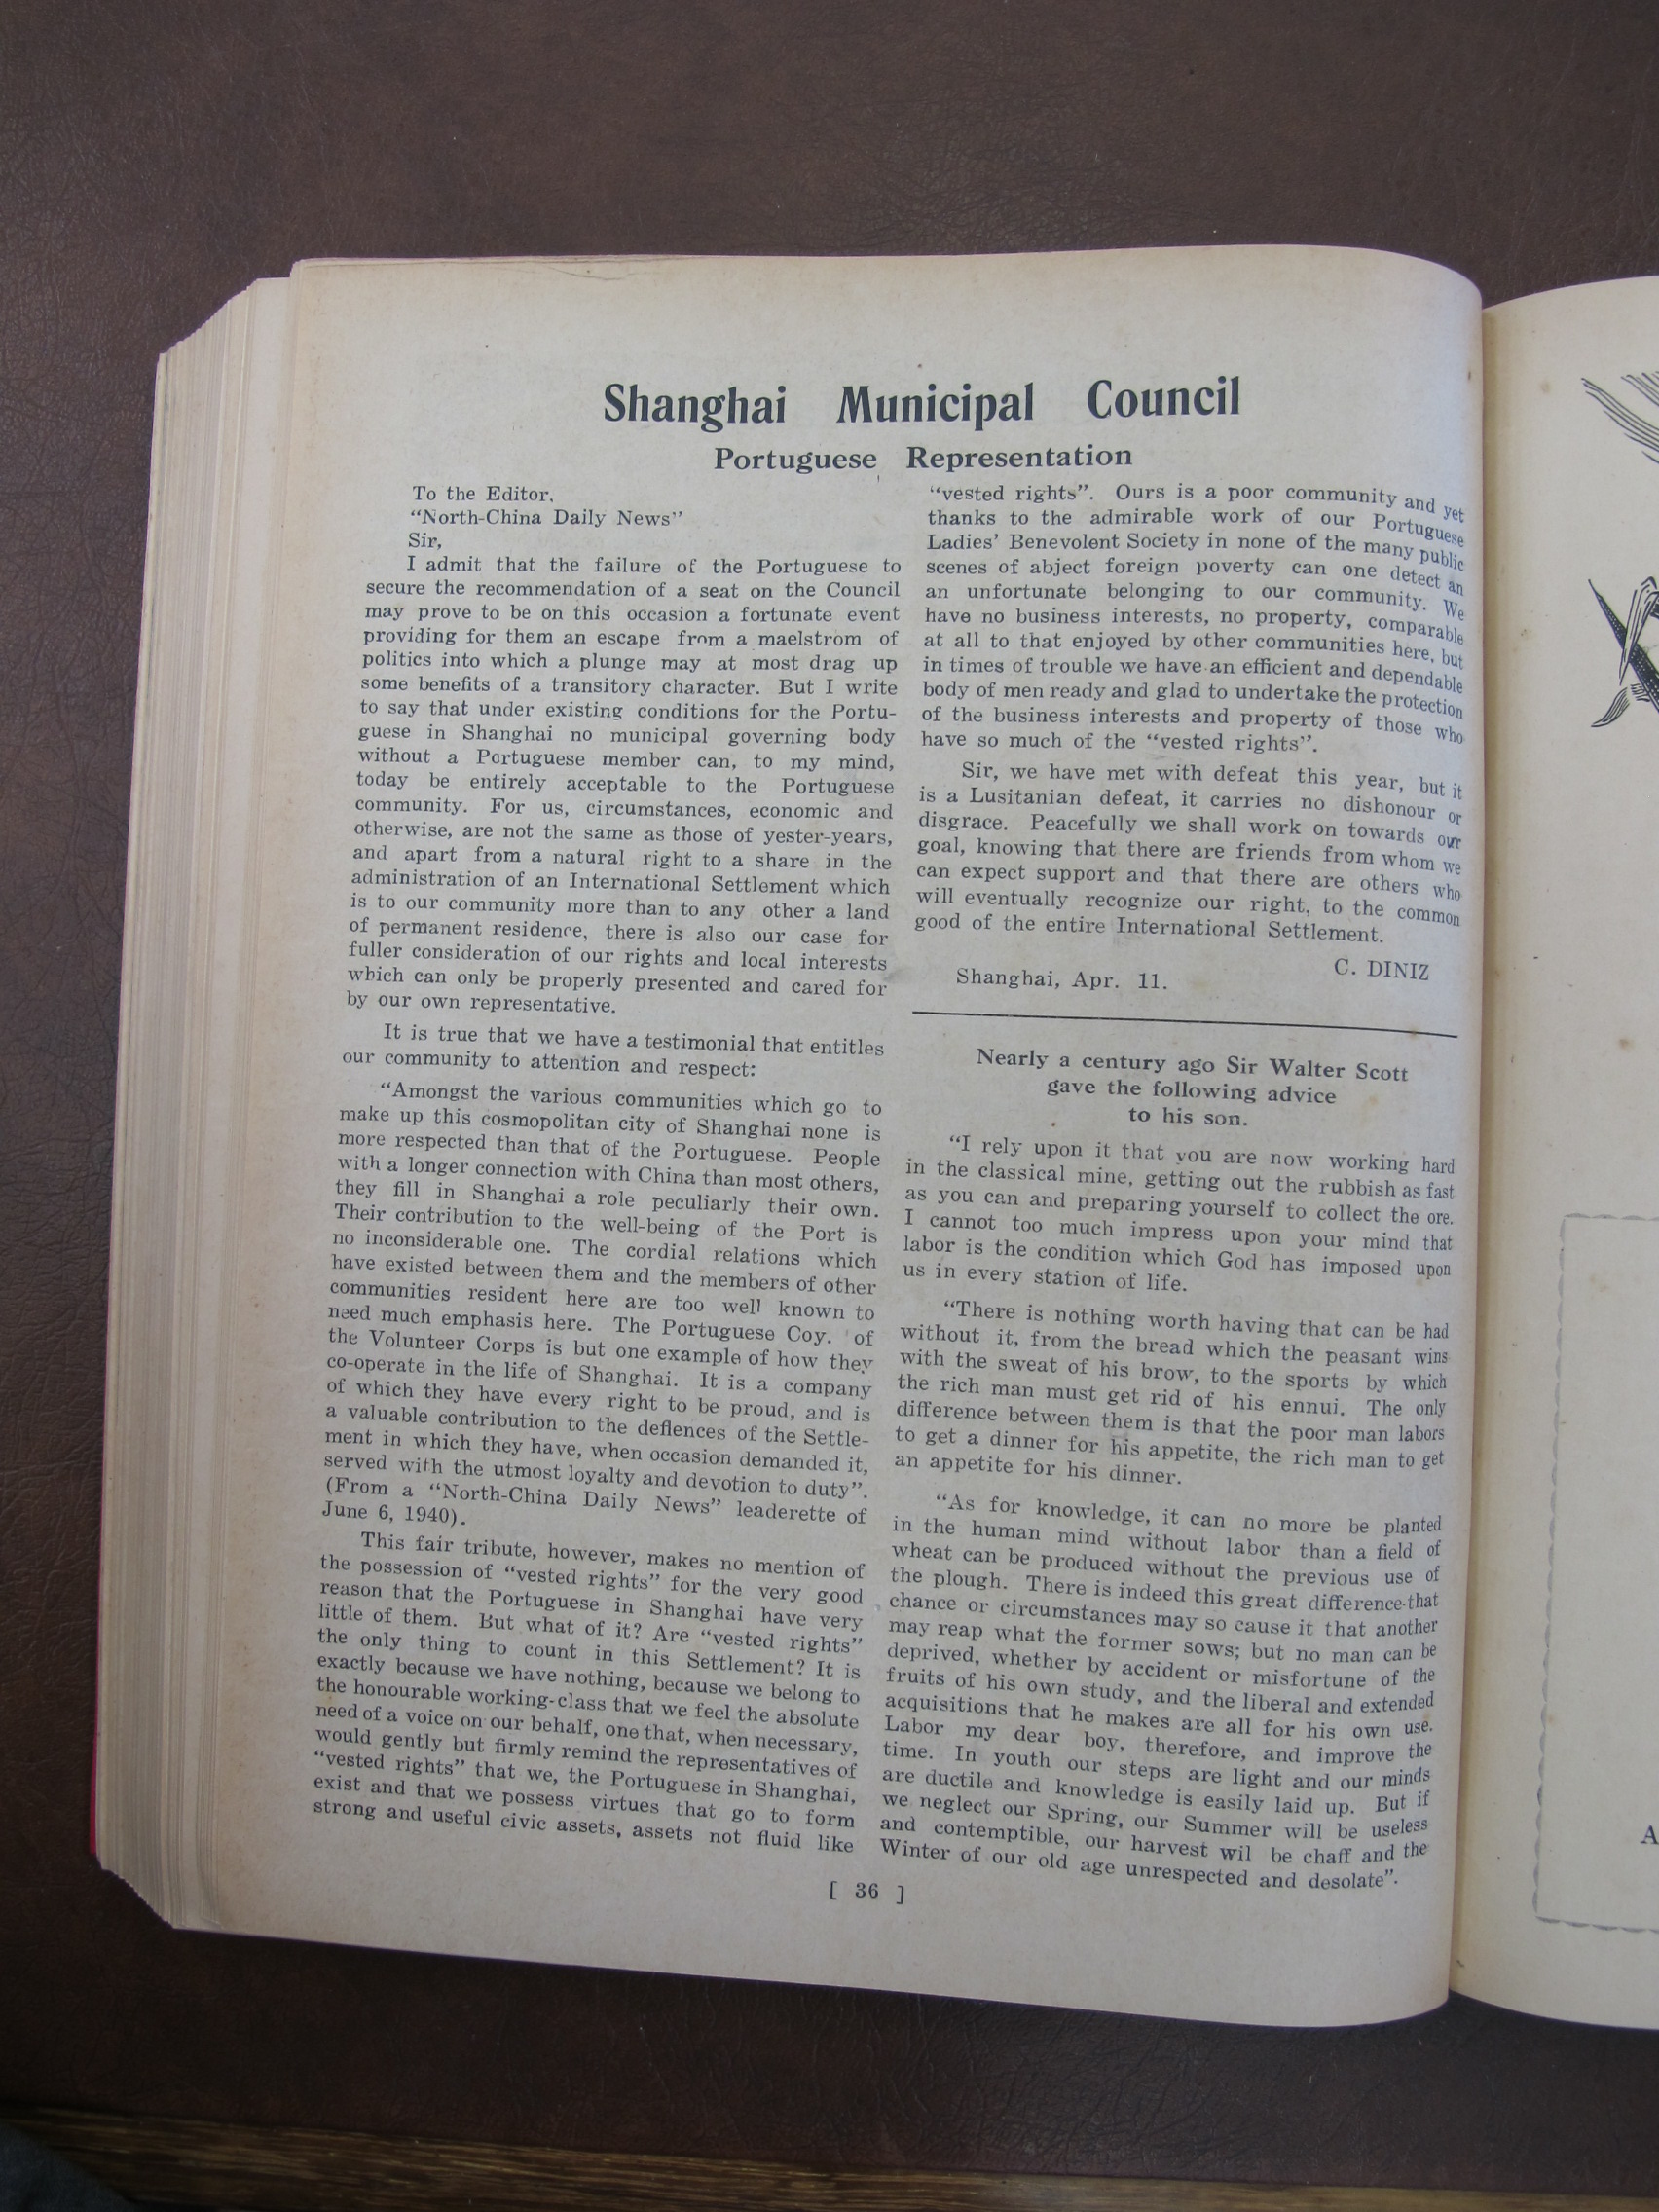 Shanghai Municipal Council
Portuguese Representation
To the Editor,
"North-China Daily News"
Sir,
I admit that the failure of the Portuguese to
secure the recommendation of a seat on the Council
may prove to be on this occasion a fortunate event
providing for them an escape from a maelstrom of
politics into which a plunge may at most drag up
some benefits of a transitory character. But I write
to say that under existing conditions for the Portu-
guese in Shanghai no municipal governing body
without a Portuguese member can, to my mind,
today be entirely acceptable to the Portuguese
community. For us, circumstances, economic and
otherwise, are not the same as those of yester-years,
and apart from a natural right to a share in the
administration of an International Settlement which
is to our community more than to any other a land
of permanent residence, there is also our case for
fuller consideration of our rights and local interests
which can only be properly presented and cared for
by our own representative.
It is true that we have a testimonial that entitles
our community to attention and respect:
"Amongst the various communities which go to
make up this cosmopolitan city of Shanghai none is
more respected than that of the Portuguese. People
with a longer connection with China than most others,
they fill in Shanghai a role peculiarly their own.
Their contribution to the well-being of the Port is
no inconsiderable one. The cordial relations which
have existed between them and the members of other
communities resident here are too well known to
need much emphasis here. The Portuguese Coy. of
the Volunteer Corps is but one example of how they
co-operate in the life of Shanghai. It is a company
of which they have every right to be proud, and is
a valuable contribution to the deflences of the Settle-
ment in which they have, when occasion demanded it,
served with the utmost loyalty and devotion to duty".
(From a "North-China Daily News" leaderette of
June 6, 1940).
This fair tribute, however, makes no mention of
the possession of "vested rights" for the very good
reason that the Portuguese in Shanghai have very
little of them. But what of it? Are "vested rights"
the only thing to count in this Settlement? It is
exactly because we have nothing, because we belong to
the honourable working-class that we feel the absolute
need of a voice on our behalf, one that, when necessary,
would gently but firmly remind the representatives of
"vested rights" that we, the Portuguese in Shanghai,
exist and that we possess virtues that go to form
strong and useful civic assets, assets not fluid like
"vested rights". Ours is a poor community and yet
thanks to the admirable work of our Portuguese
Ladies' Benevolent Society in none of the many public
scenes of abject foreign poverty can one detect an
an unfortunate belonging to our community. We
have no business interests, no property, comparable
at all to that enjoyed by other communities here, but
in times of trouble we have an efficient and dependable
body of men ready and glad to undertake the protection
of the business interests and property of those who
have so much of the "vested rights".
Sir, we have met with defeat this year, but it
is a Lusitanian defeat, it carries no dishonour or
disgrace. Peacefully we shall work on towards our
goal, knowing that there are friends from whom we
can expect support and that there are others who
will eventually recognize our right, to the common
good of the entire International Settlement.
C. DINIZ
Shanghai, Apr. 11.
Nearly a century ago Sir Walter Scott
gave the following advice
to his son.
"I rely upon it that you are now working hard
in the classical mine, getting out the rubbish as fast
as you can and preparing yourself to collect the ore.
I cannot too much impress upon your mind that
labor is the condition which God has imposed upon
us in every station of life.
"There is nothing worth having that can be had
without it, from the bread which the peasant wins
with the sweat of his brow, to the sports by which
the rich man must get rid of his ennui. The only
difference between them is that the poor man labors
to get a dinner for his appetite, the rich man to get
an appetite for his dinner.
"As for knowledge, it can no more be planted
in the human mind without labor than a field of
wheat can be produced without the previous use of
the plough. There is indeed this great difference-that
chance or circumstances may so cause it that another
may reap what the former sows; but no man can be
deprived, whether by accident or misfortune of the
fruits of his own study, and the liberal and extended
acquisitions that he makes are all for his own use.
Labor my dear boy, therefore, and improve the
time. In youth our steps are light and our minds
are ductile and knowledge is easily laid up. But if
we neglect our Spring, our Summer will be useless
and contemptible, our harvest wil be chaff and the
Winter of our old age unrespected and desolate".
[ 36 ]
A